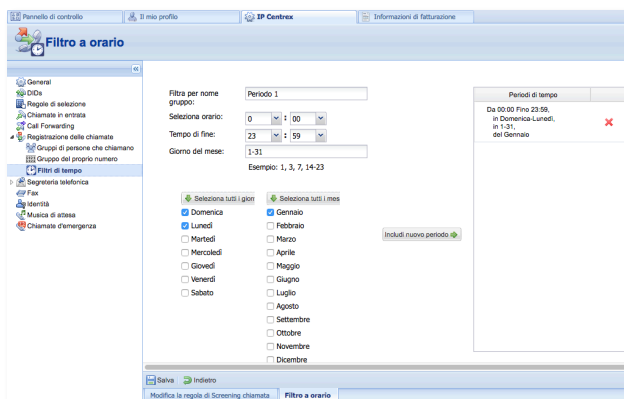 Pannello di controllo
Il mio profilo
IP Centrex
Informazioni di fatturazione
Filtro a orario
General
DIDs
Regole di selezione
Chiamate in entrata
Call Forwarding
Registrazione delle chiamate
Gruppi di persone che chiamano
Gruppo del proprio numero
Filtri di tempo
Segreteria telefonica
Fax
Identità
Musica di attesa
Chiamate d'emergenza
Filtra per nome
gruppo:
Periodo 1
Seleziona orario:
0 : 00
Tempo di fine:
23 : 59
Giorno del mese:
1-31
Esempio: 1, 3, 7, 14-23
Seleziona tutti i giorn
Domenica
Lunedì
Martedì
Mercoledì
Giovedì
Venerdì
Sabato
Seleziona tutti i mes
Gennaio
Febbraio
Marzo
Aprile
Maggio
Giugno
Luglio
Agosto
Settembre
Ottobre
Novembre
Dicembre
Includi nuovo periodo
Periodi di tempo
Da 00:00 Fino 23:59,
in Domenica-Lunedì,
in 1-31,
del Gennaio
Salva
Indietro
Modifica la regola di Screening chiamata
Filtro a orario